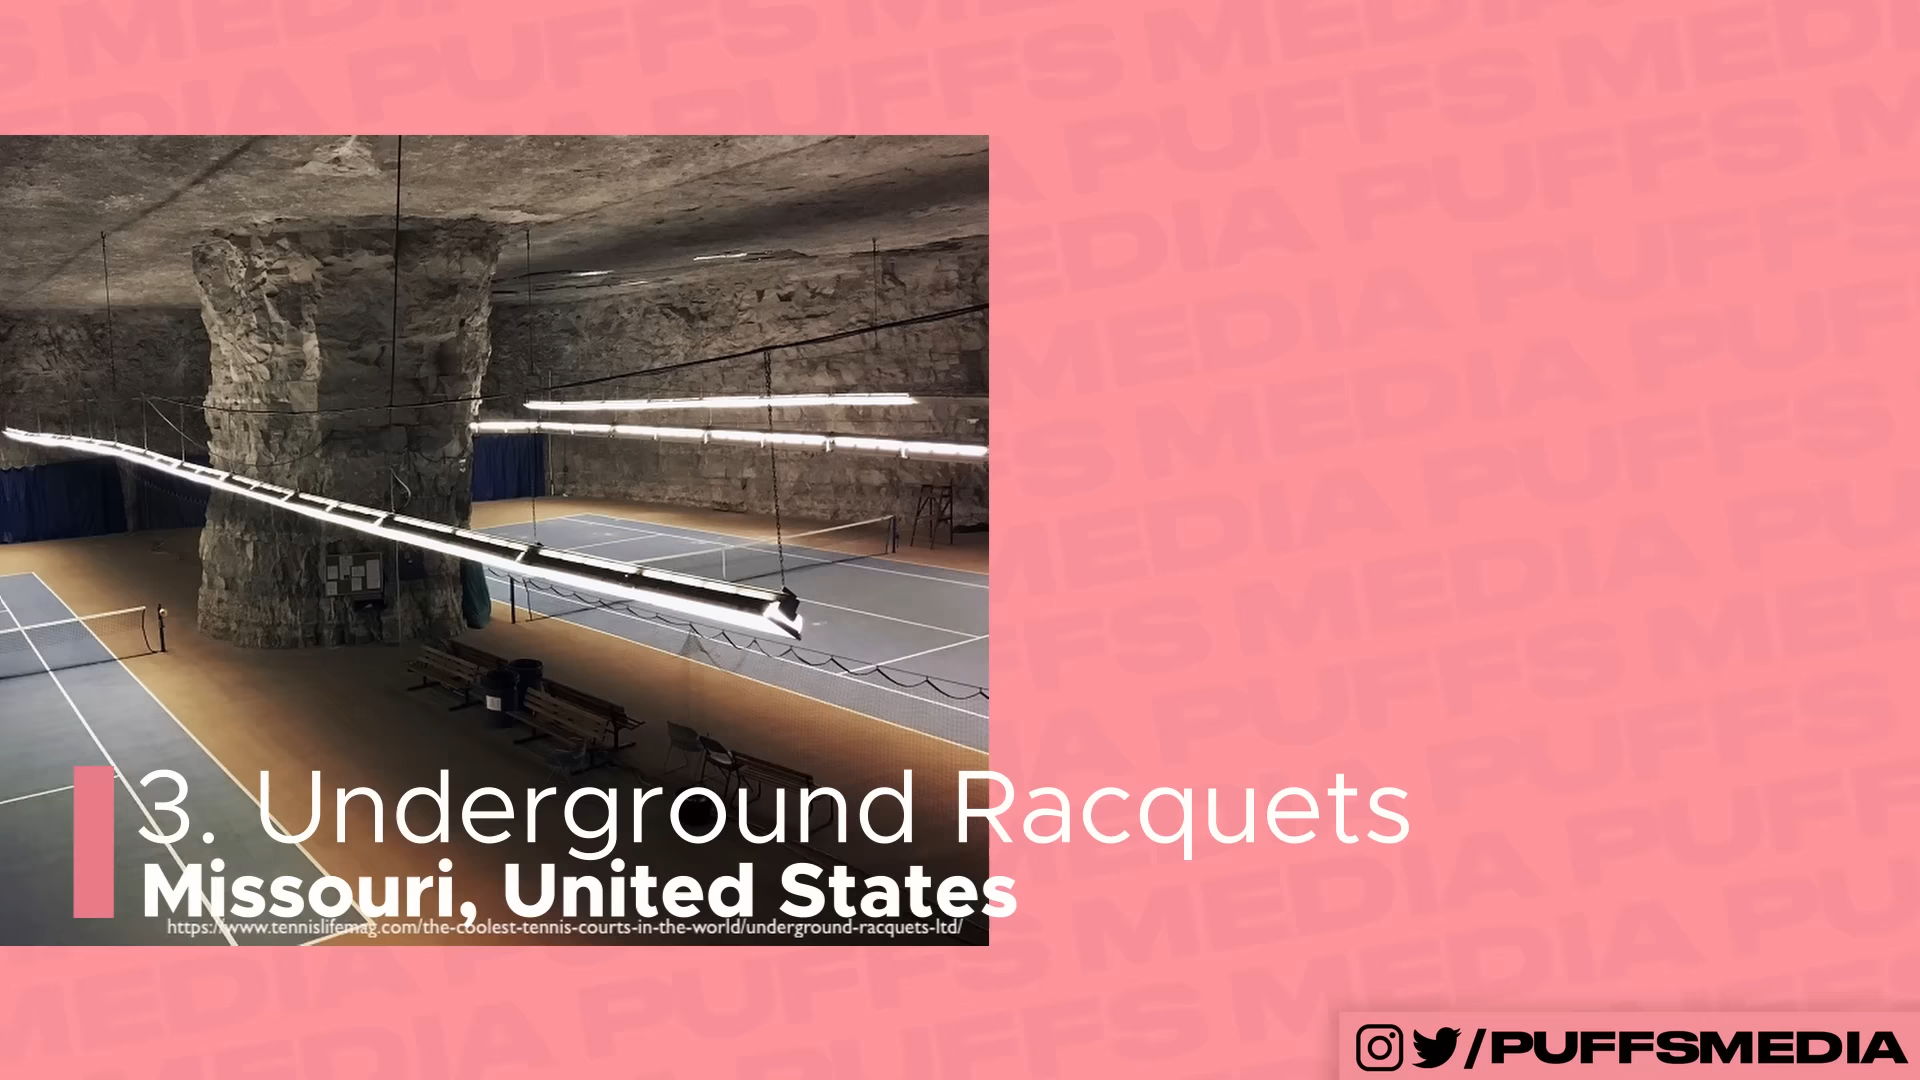 3. Underground Racquets
Missouri, United States
https://www.tennislifemag.com/the-coolest-tennis-courts-in-the-world/underground-racquets-ltd/
/PUFFSMEDIA